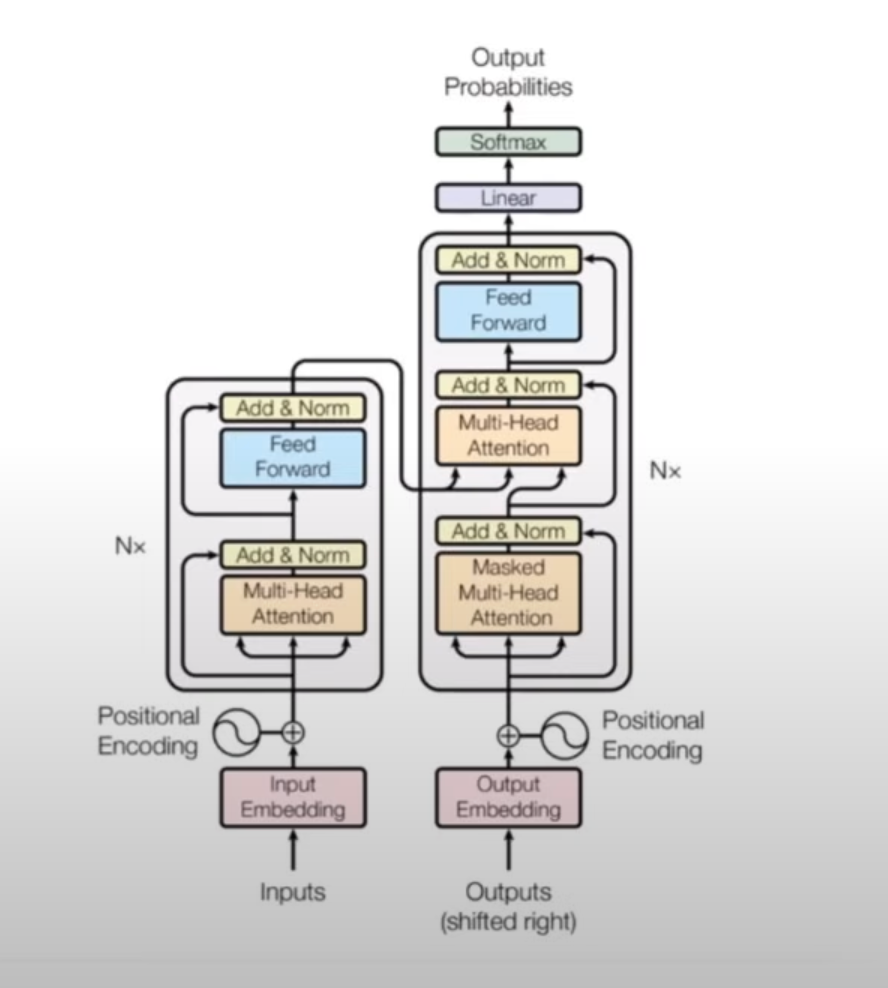 Output
Probabilities
Softmax
Linear
Add & Norm
Feed
Forward
Add & Norm
Multi-Head
Attention
Nx
Add & Norm
Masked
Multi-Head
Attention
Add & Norm
Feed
Forward
Nx
Add & Norm
Multi-Head
Attention
Positional
Encoding
Positional
Encoding
Input
Embedding
Output
Embedding
Inputs
Outputs
(shifted right)